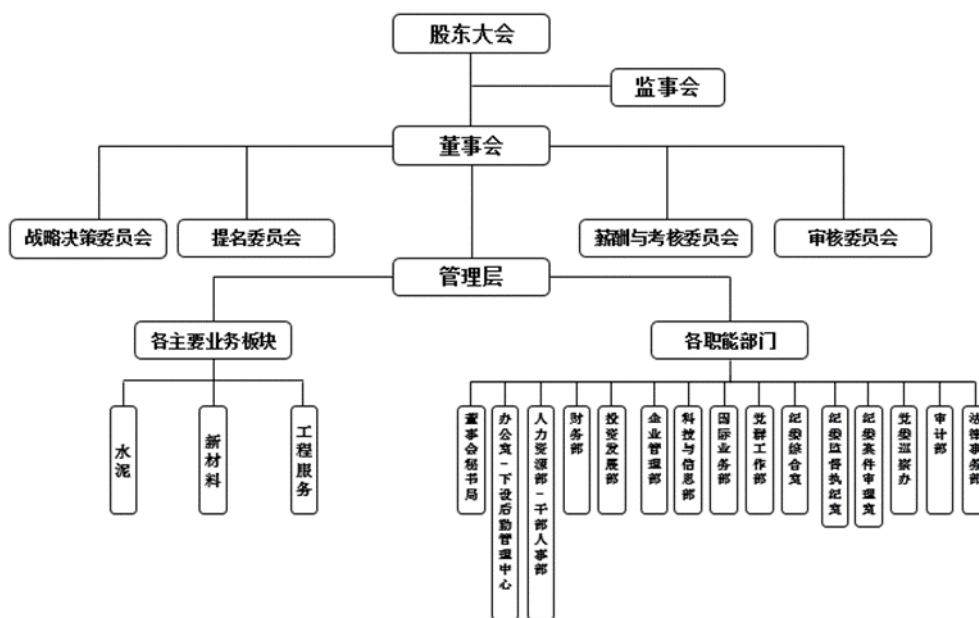 股东大会
监事会
董事会
战略决策委员会
提名委员会
薪酬与考核委员会
审核委员会
管理层
各主要业务板块
各职能部门
水泥
新材料
工程服务
董事会秘书局
办公室-下设后勤管理中心
人力资源部-干部人事部
财务部
投资发展部
企业管理部
科技与信息部
国际业务部
党群工作部
纪委综合室
纪委监督执纪室
纪委案件审理室
党委巡察办
审计部
法律事务部